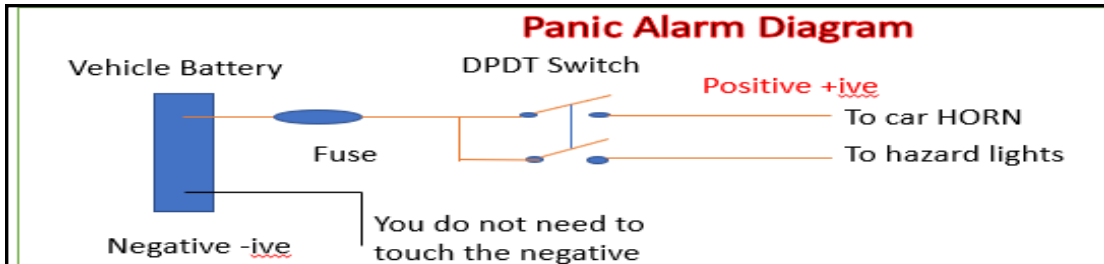 Panic Alarm Diagram
Vehicle Battery
DPDT Switch
Positive +ive
To car HORN
Fuse
To hazard lights
You do not need to
touch the negative
Negative -ive